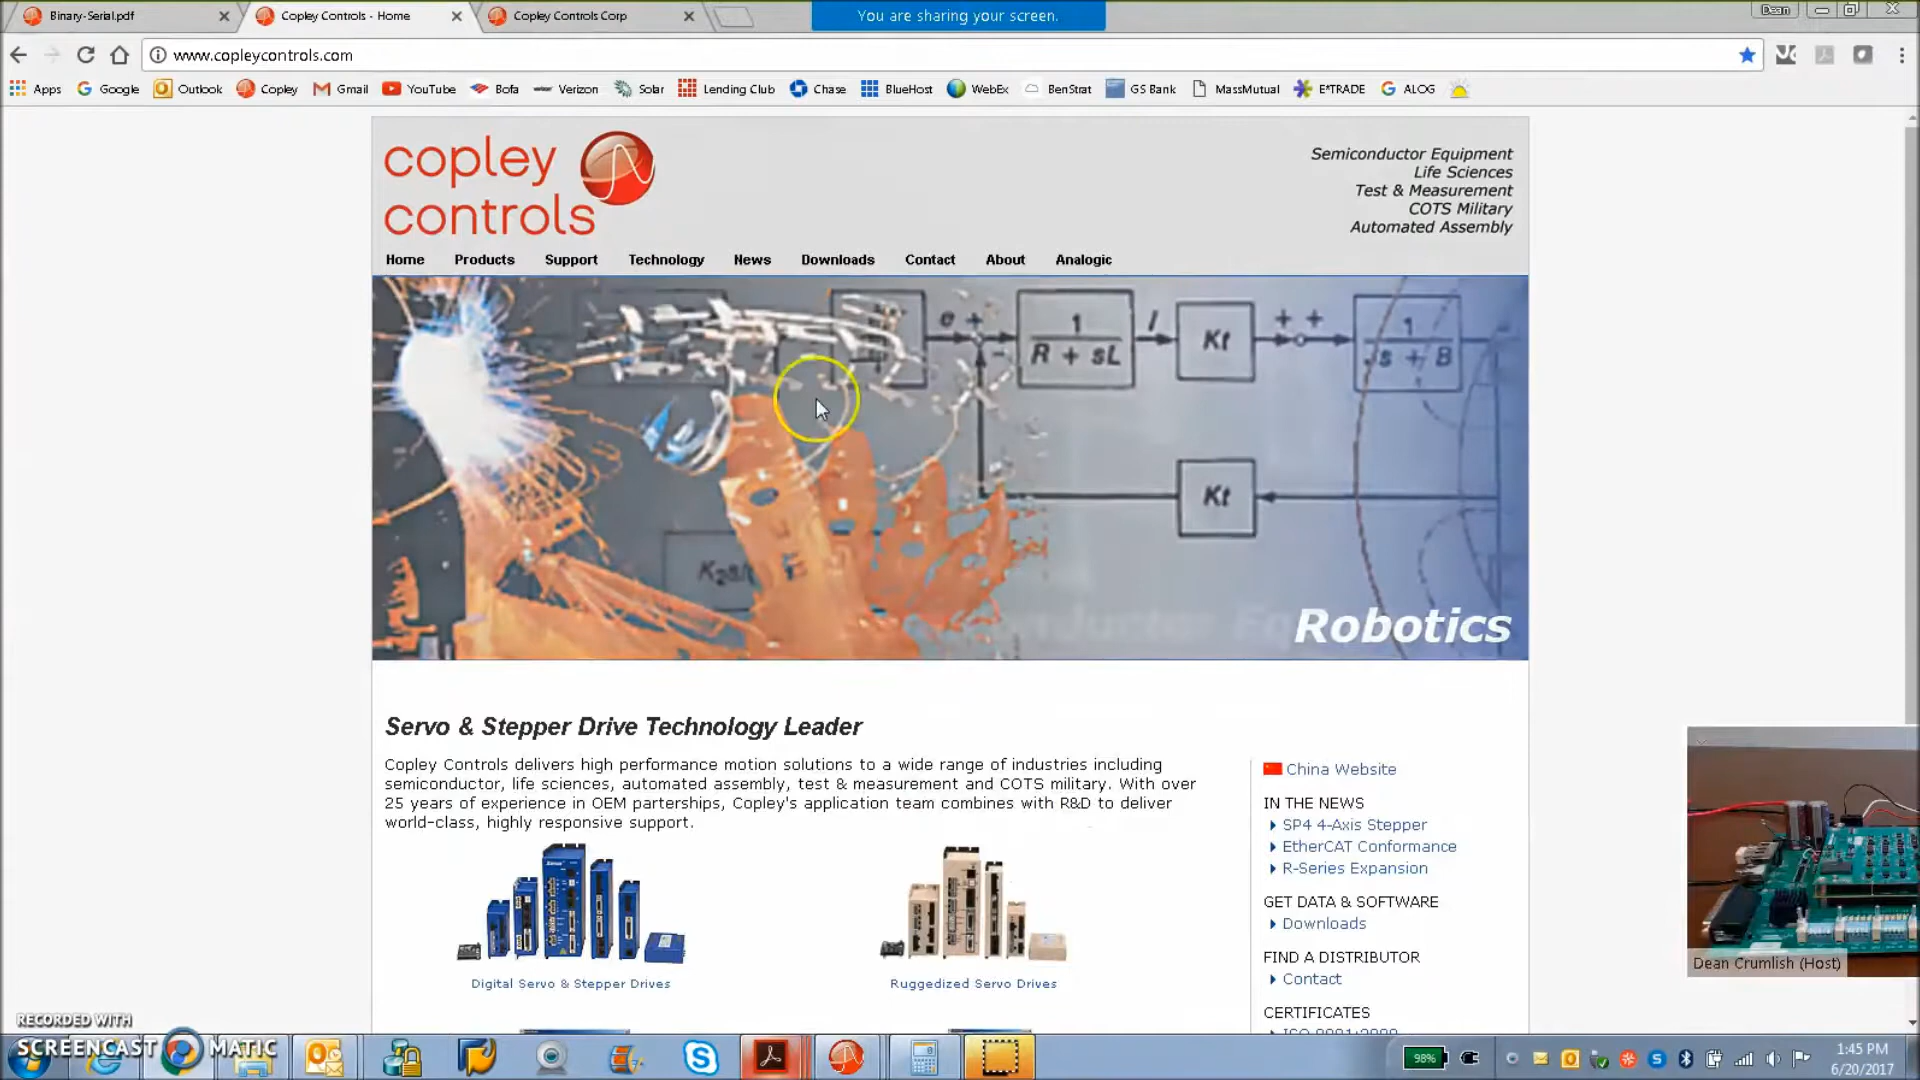 Binary-Serial.pdf
Copley Controls - Home
Copley Controls Corp
You are sharing your screen.
Dean
www.copleycontrols.com
Apps
Google
Outlook
Copley
Gmail
YouTube
BofA
Verizon
Solar
Lending Club
Chase
BlueHost
WebEx
BenStrat
GS Bank
MassMutual
E*TRADE
ALOG
copley
controls
Semiconductor Equipment
Life Sciences
Test & Measurement
COTS Military
Automated Assembly
Home Products Support Technology News Downloads Contact About Analogic
e + - 1 R + sL I Kt + + 1 Js + B
Kt
Robotics
Servo & Stepper Drive Technology Leader
Copley Controls delivers high performance motion solutions to a wide range of industries including
semiconductor, life sciences, automated assembly, test & measurement and COTS military. With over
25 years of experience in OEM parterships, Copley's application team combines with R&D to deliver
world-class, highly responsive support.
Digital Servo & Stepper Drives
Ruggedized Servo Drives
China Website
IN THE NEWS
SP4 4-Axis Stepper
EtherCAT Conformance
R-Series Expansion
GET DATA & SOFTWARE
Downloads
FIND A DISTRIBUTOR
Contact
CERTIFICATES
Dean Crumlish (Host)
RECORDED WITH
SCREENCAST MATIC
98%
1:45 PM
6/20/2017